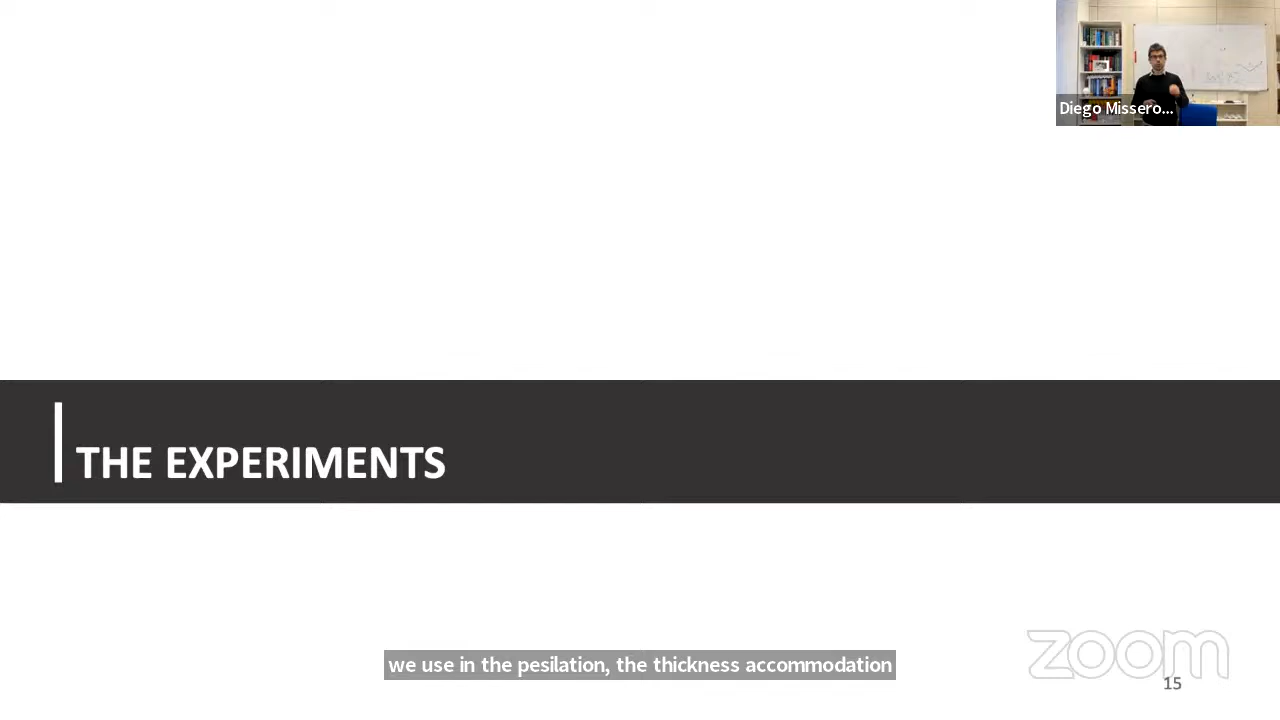 Diego Missero...
THE EXPERIMENTS
we use in the pesilation, the thickness accommodation
zoom
15